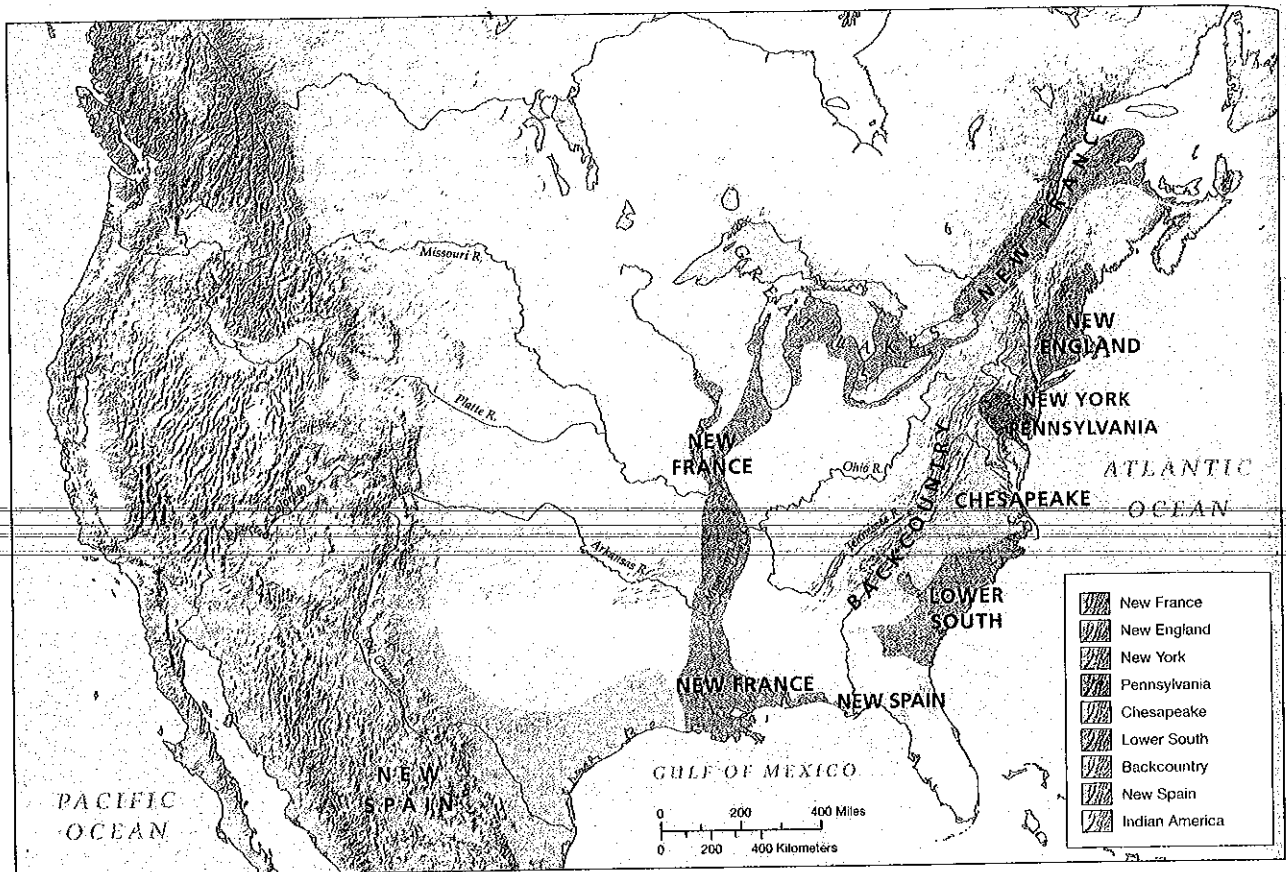 Missouri R.
GREAT
LAKES
NEW FRANCE
NEW
ENGLAND
Platte R.
NEW YORK
PENNSYLVANIA
NEW
FRANCE
Ohio R.
ATLANTIC
OCEAN
CHESAPEAKE
BACKCOUNTRY
Arkansas R.
LOWER
SOUTH
NEW FRANCE
NEW SPAIN
NEW
SPAIN
GULF OF MEXICO
PACIFIC
OCEAN
0 200 400 Miles
0 200 400 Kilometers
New France
New England
New York
Pennsylvania
Chesapeake
Lower South
Backcountry
New Spain
Indian America